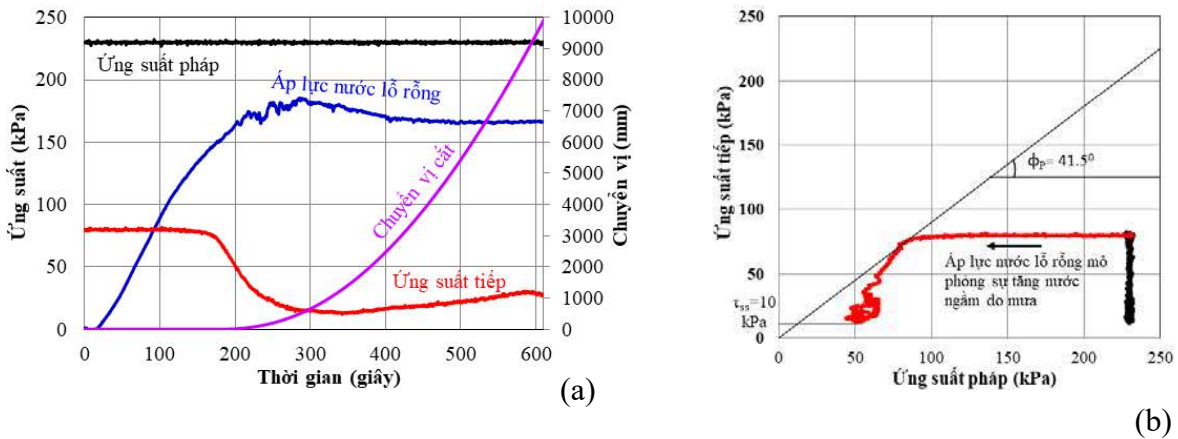 250
200
150
100
50
0
Ứng suất (kPa)
10000
9000
8000
7000
6000
5000
4000
3000
2000
1000
0
Chuyển vị (mm)
Ứng suất pháp
Áp lực nước lỗ rỗng
Chuyển vị cắt
Ứng suất tiếp
0 100 200 300 400 500 600
Thời gian (giây)
(a)
250
200
150
100
50
0
Ứng suất tiếp (kPa)
ϕP= 41.5⁰
Áp lực nước lỗ rỗng mô
phỏng sự tăng nước
ngầm do mưa
τss=10
kPa
0 50 100 150 200 250
Ứng suất pháp (kPa)
(b)